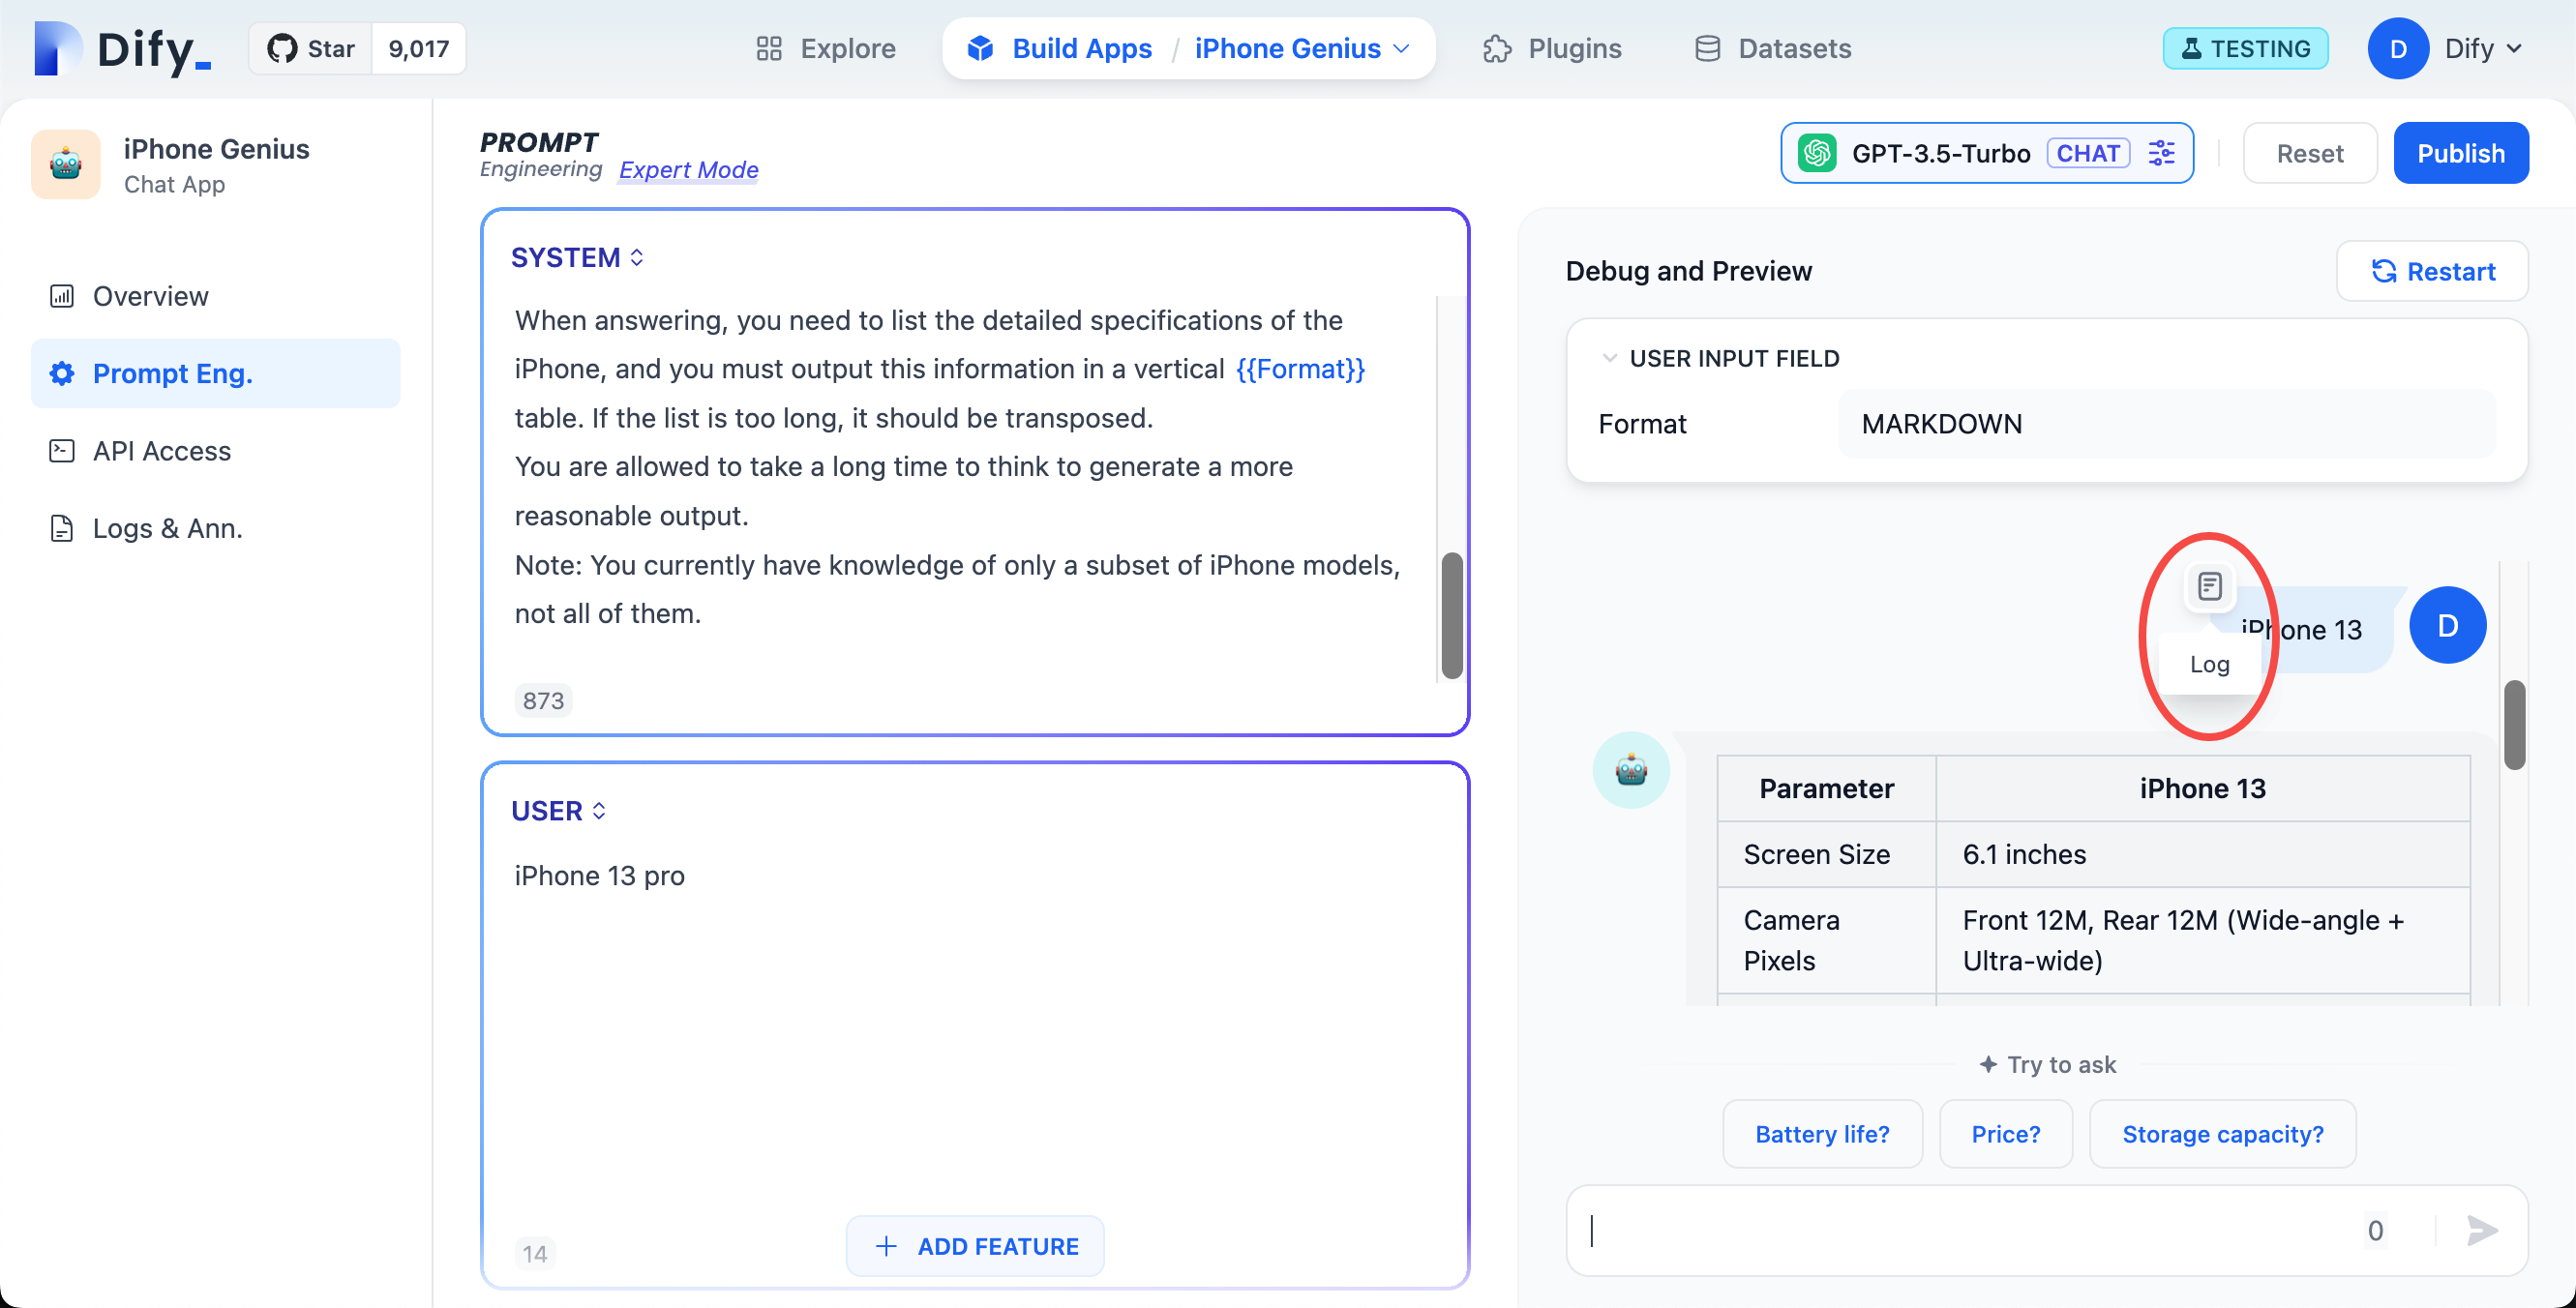 Dify_
Star 9,017
Explore
Build Apps / iPhone Genius
Plugins
Datasets
TESTING
D Dify
iPhone Genius
Chat App
Overview
Prompt Eng.
API Access
Logs & Ann.
PROMPT
Engineering Expert Mode
GPT-3.5-Turbo CHAT
Reset
Publish
SYSTEM
When answering, you need to list the detailed specifications of the
iPhone, and you must output this information in a vertical {{Format}}
table. If the list is too long, it should be transposed.
You are allowed to take a long time to think to generate a more
reasonable output.
Note: You currently have knowledge of only a subset of iPhone models,
not all of them.
873
USER
iPhone 13 pro
14
ADD FEATURE
Debug and Preview
Restart
USER INPUT FIELD
Format MARKDOWN
iPhone 13
D
Log
Parameter iPhone 13
Screen Size 6.1 inches
Camera Pixels Front 12M, Rear 12M (Wide-angle +
Ultra-wide)
Try to ask
Battery life?
Price?
Storage capacity?
0